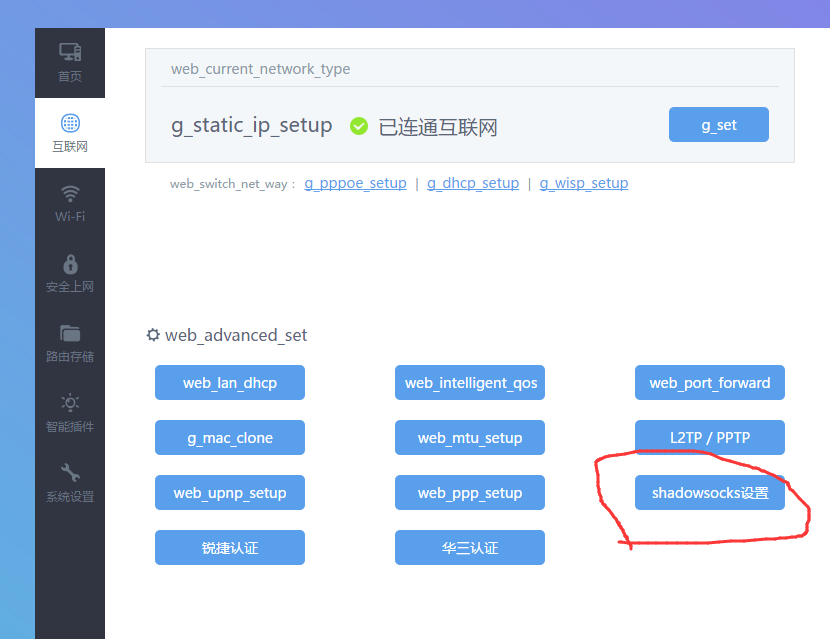 首页
互联网
Wi-Fi
安全上网
路由存储
智能插件
系统设置
web_current_network_type
g_static_ip_setup 已连通互联网 g_set
web_switch_net_way： g_pppoe_setup | g_dhcp_setup | g_wisp_setup
web_advanced_set
web_lan_dhcp web_intelligent_qos web_port_forward
g_mac_clone web_mtu_setup L2TP / PPTP
web_upnp_setup web_ppp_setup shadowsocks设置
锐捷认证 华三认证